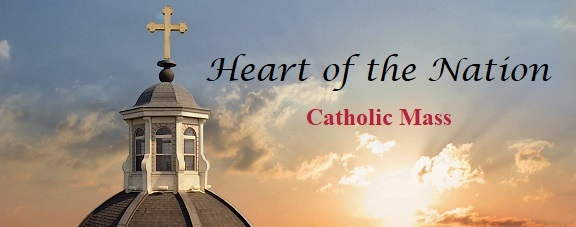 Heart of the Nation
Catholic Mass